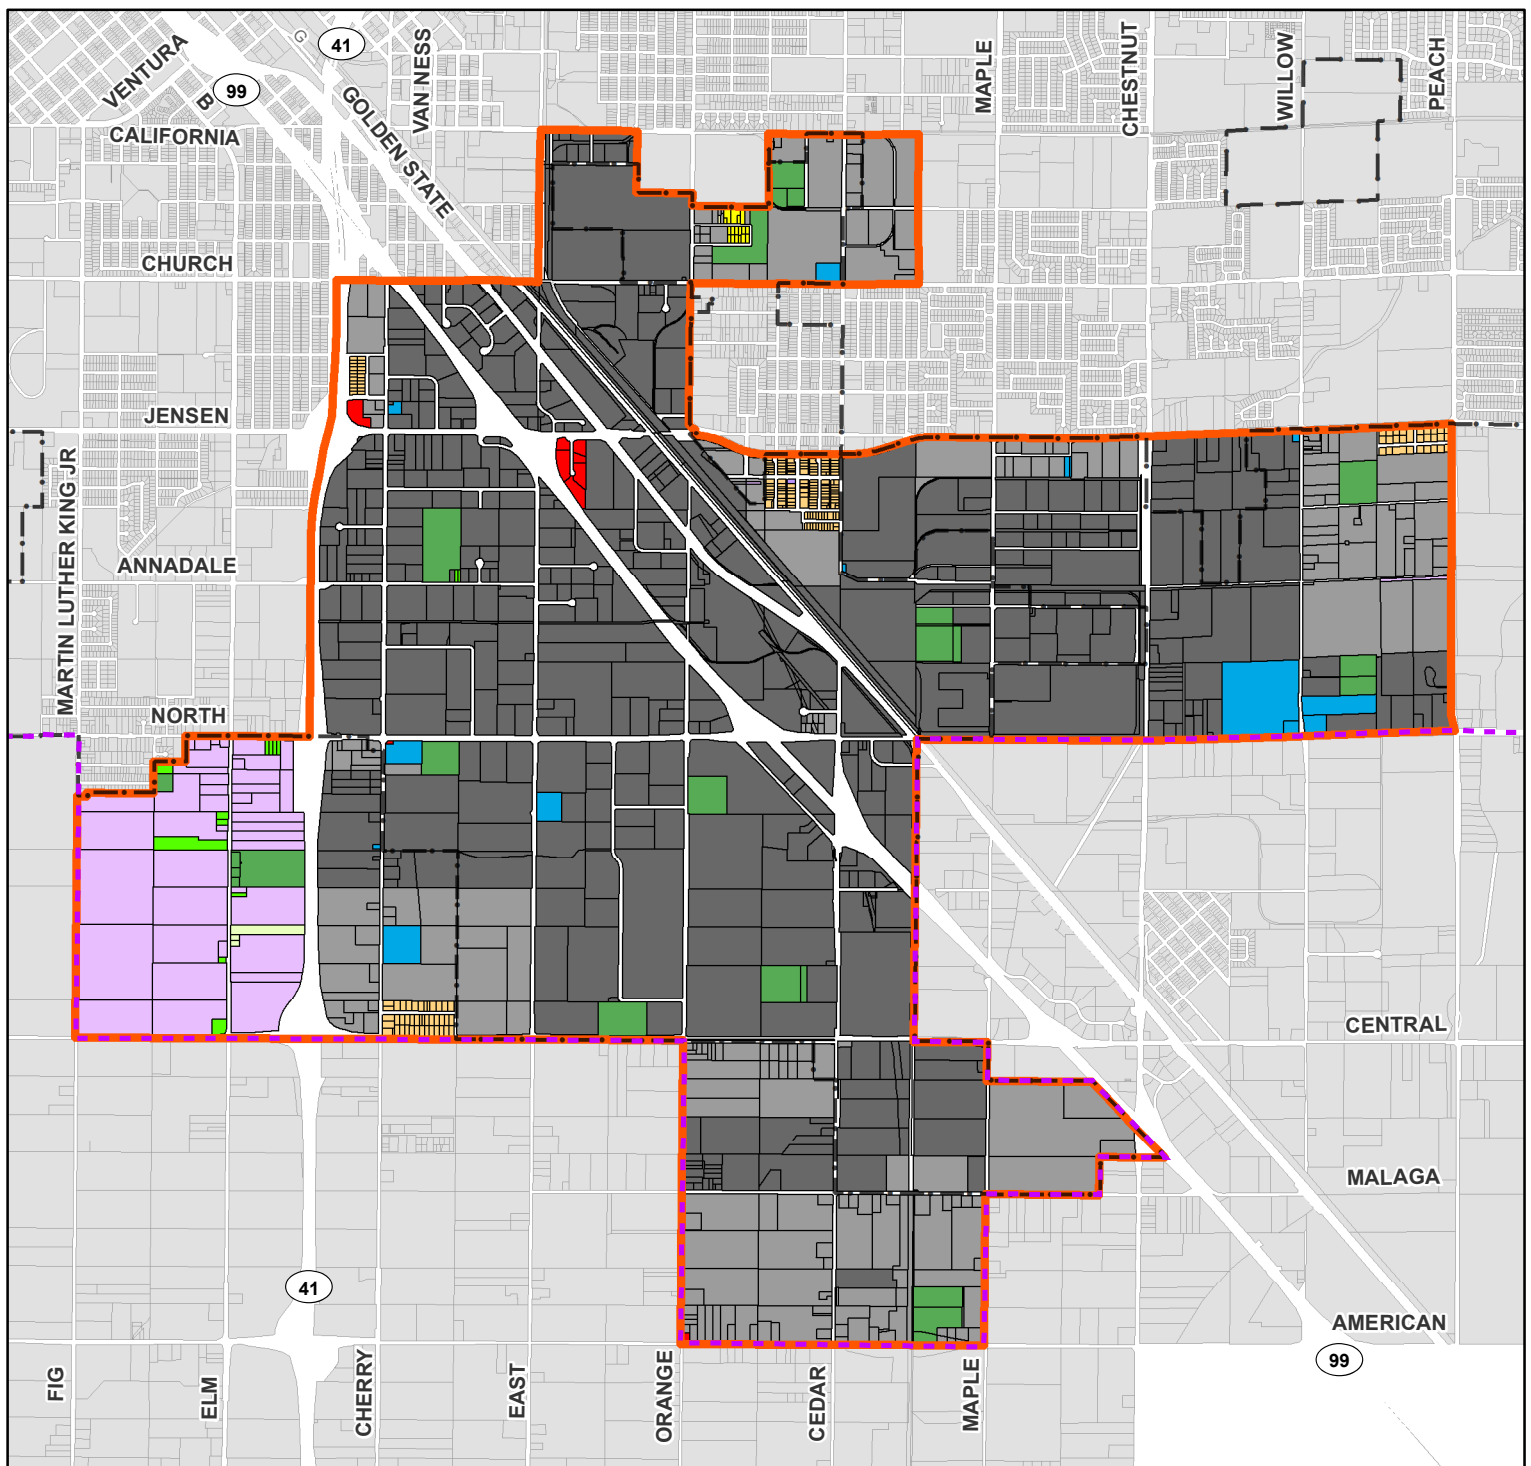 G
41
VENTURA
99
B
CALIFORNIA
GOLDEN STATE
VAN NESS
MAPLE
CHESTNUT
WILLOW
PEACH
CHURCH
JENSEN
MARTIN LUTHER KING JR
ANNADALE
NORTH
CENTRAL
MALAGA
41
AMERICAN
99
FIG
ELM
CHERRY
EAST
ORANGE
CEDAR
MAPLE